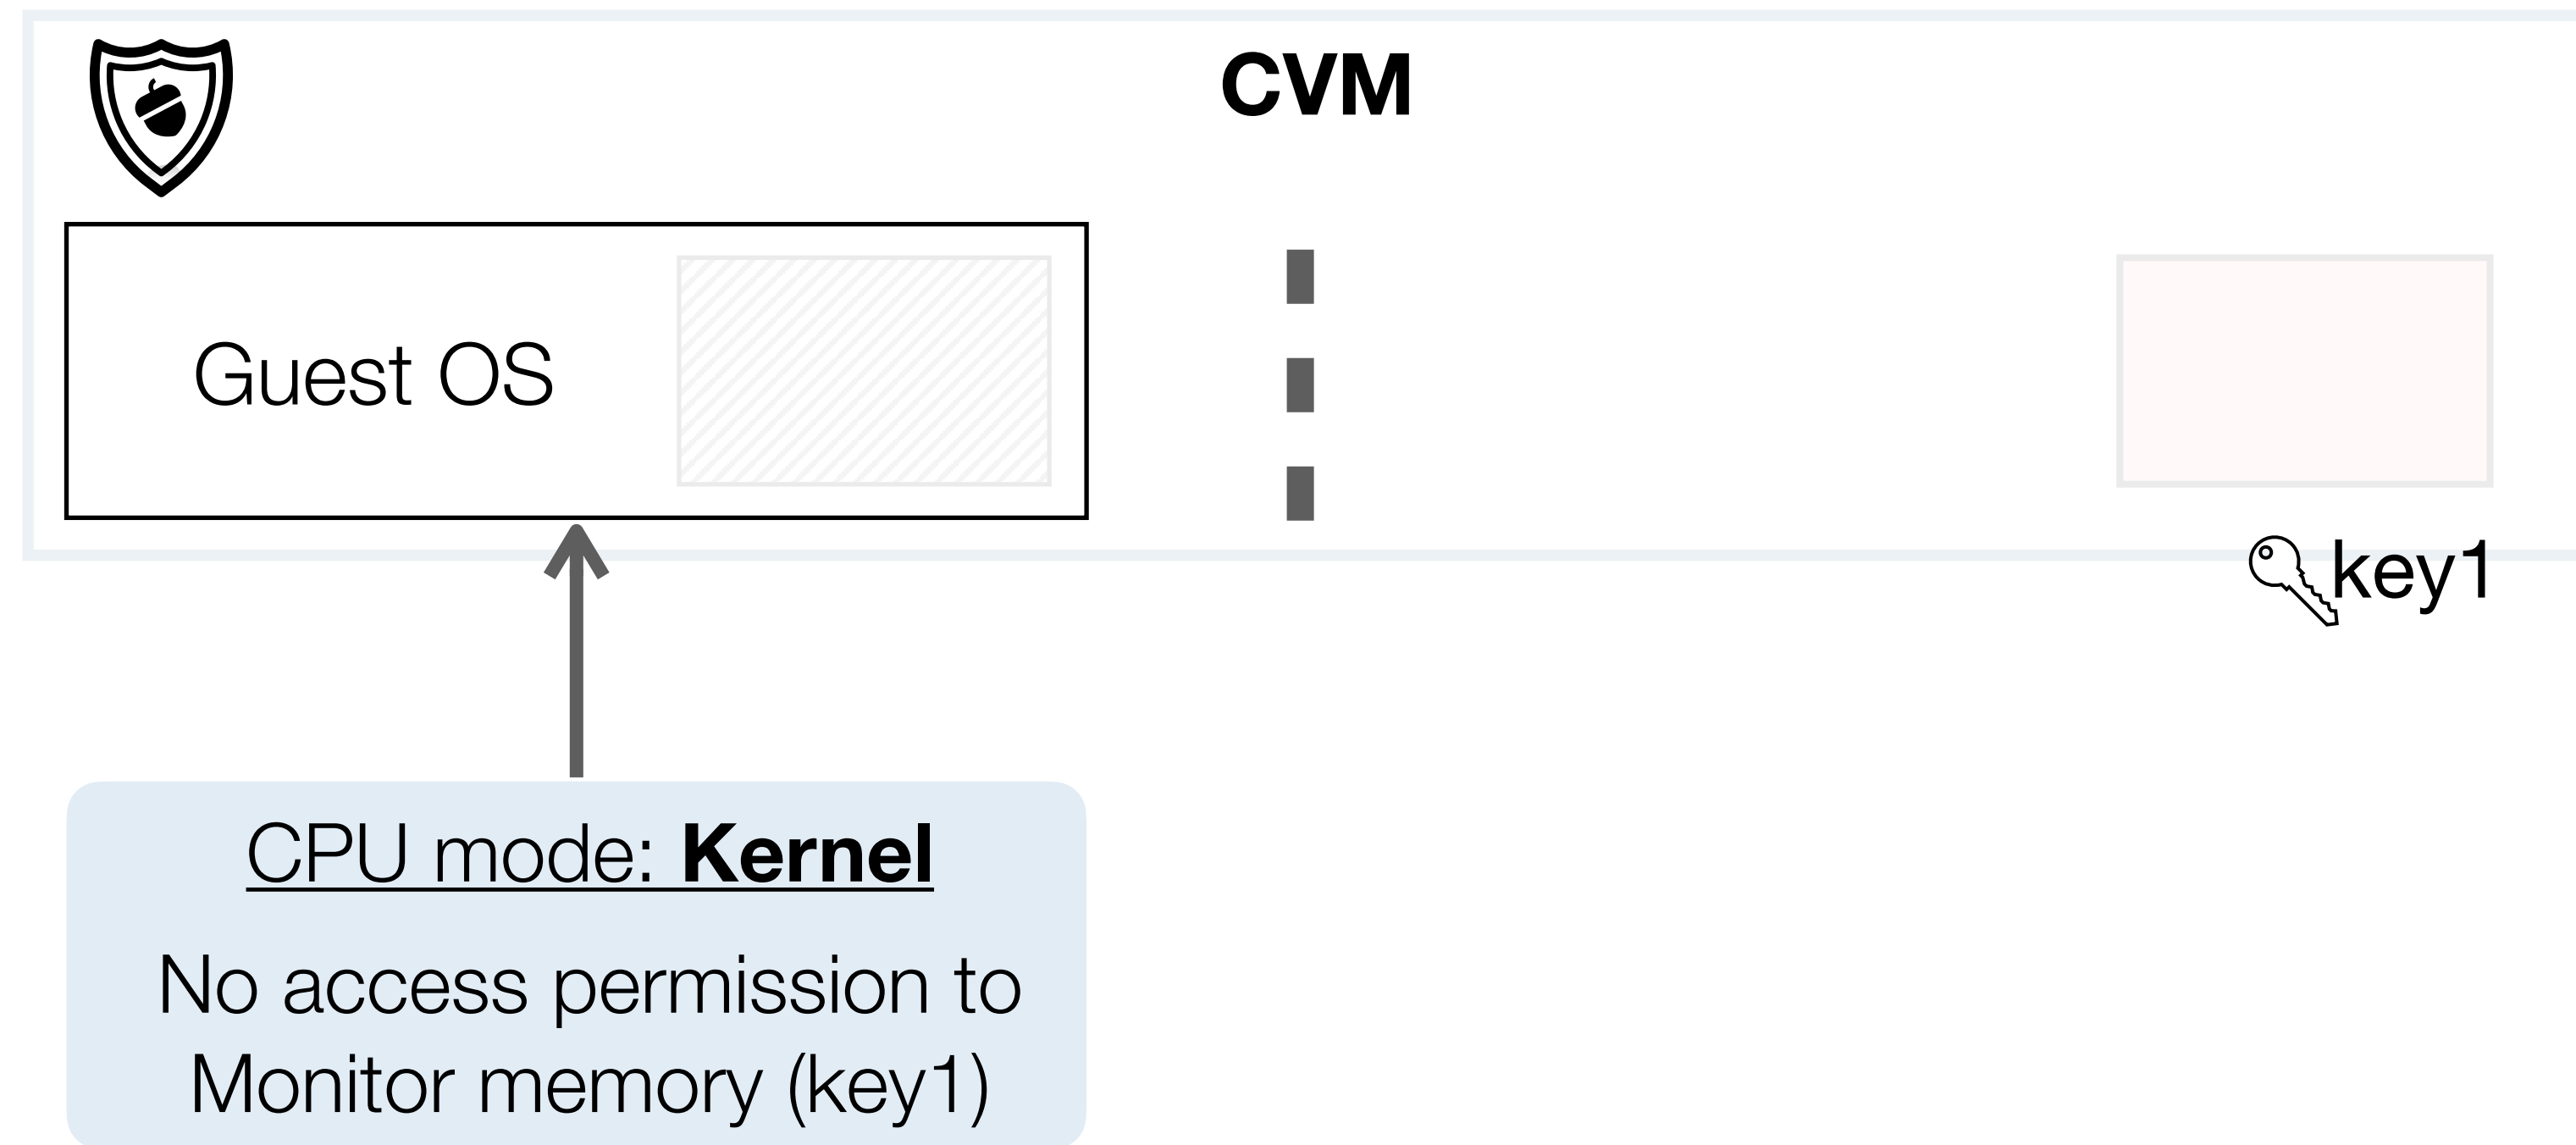 CVM
Guest OS
key1
CPU mode: Kernel
No access permission to
Monitor memory (key1)